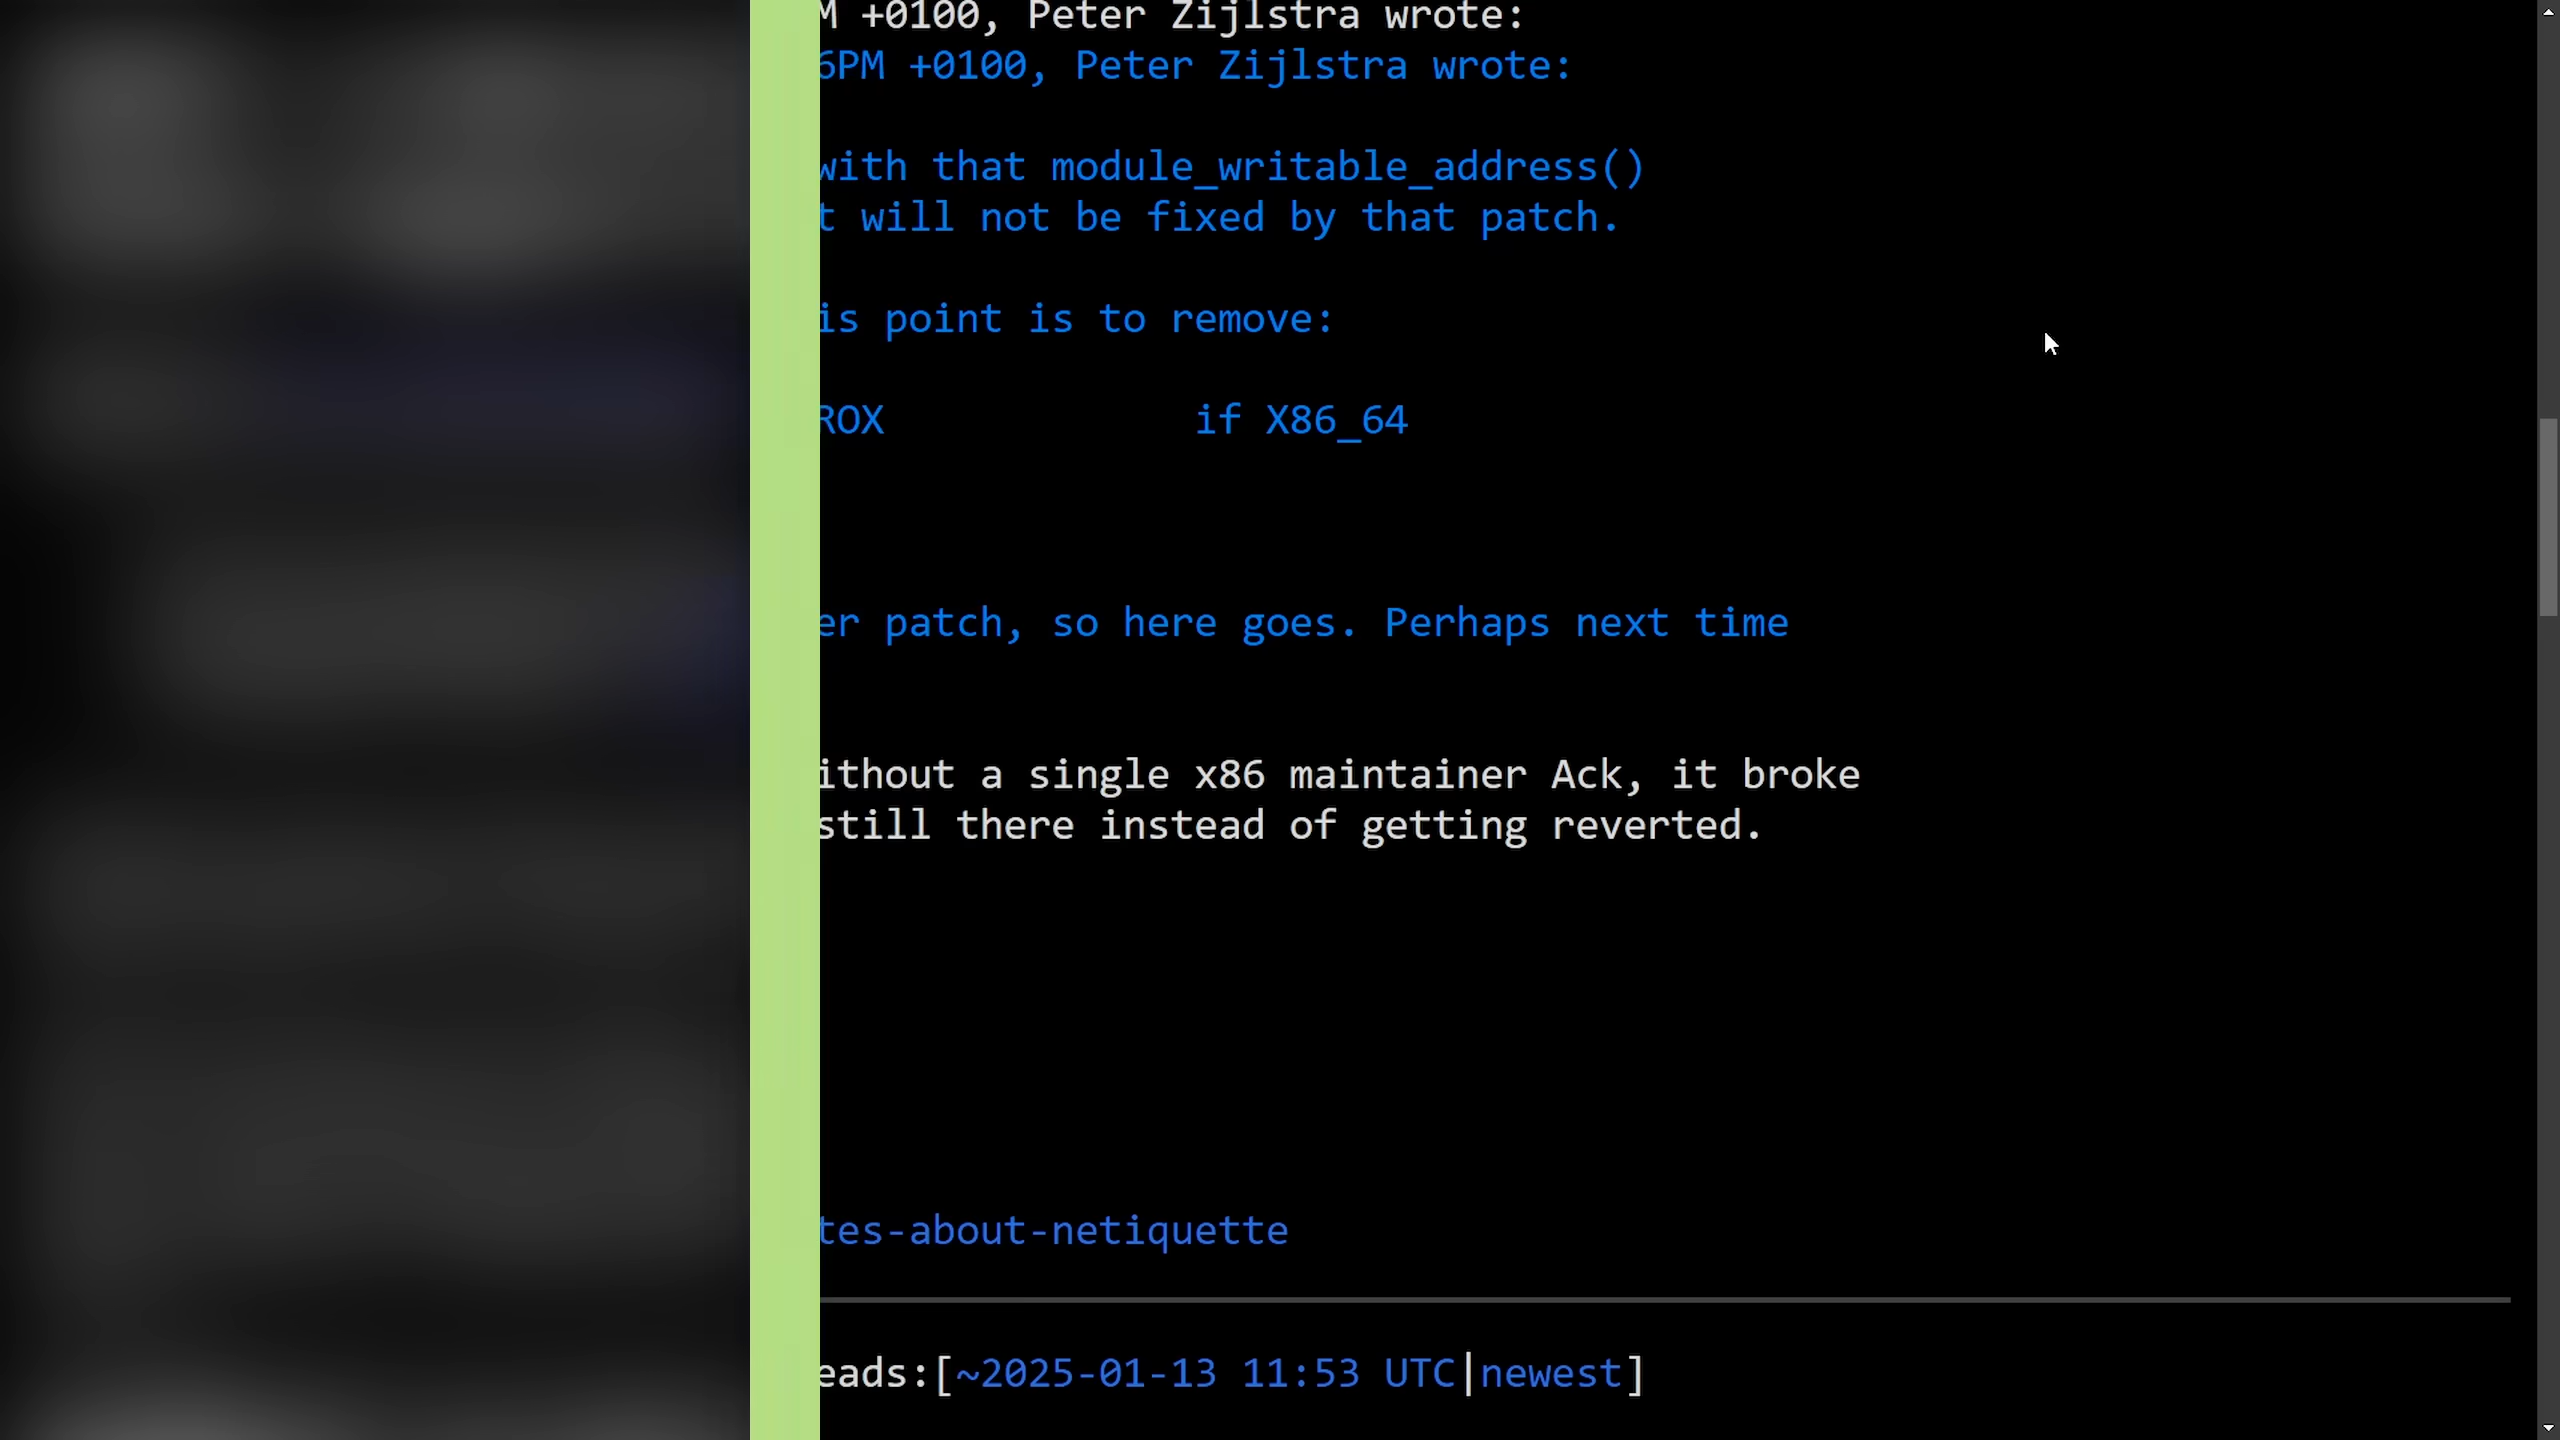 M +0100, Peter Zijlstra wrote:
6PM +0100, Peter Zijlstra wrote:
with that module_writable_address()
t will not be fixed by that patch.
is point is to remove:
ROX if X86_64
er patch, so here goes. Perhaps next time
ithout a single x86 maintainer Ack, it broke
still there instead of getting reverted.
tes-about-netiquette
eads:[~2025-01-13 11:53 UTC|newest]